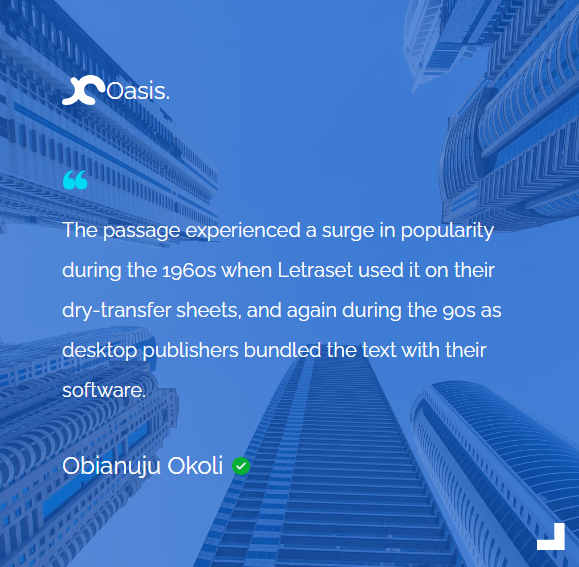 Oasis.
The passage experienced a surge in popularity
during the 1960s when Letraset used it on their
dry-transfer sheets, and again during the 90s as
desktop publishers bundled the text with their
software.
Obianuju Okoli